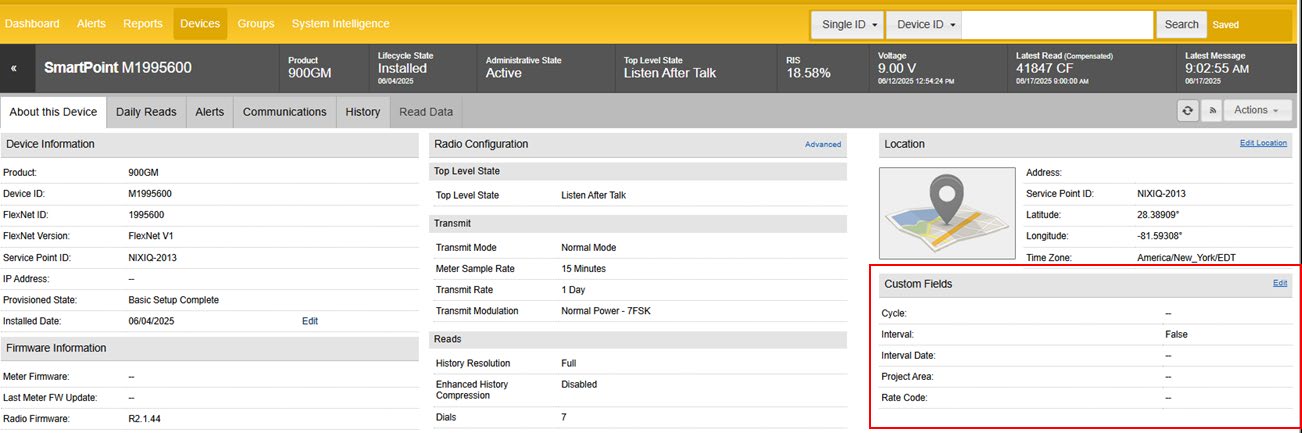 Dashboard Alerts Reports Devices Groups System Intelligence Single ID Device ID Search Saved
« SmartPoint M1995600
Product
900GM
Lifecycle State
Installed
06/04/2025
Administrative State
Active
Top Level State
Listen After Talk
RIS
18.58%
Voltage
9.00 V
06/12/2025 12:54:24 PM
Latest Read (Compensated)
41847 CF
06/17/2025 9:00:00 AM
Latest Message
9:02:55 AM
06/17/2025
About this Device Daily Reads Alerts Communications History Read Data Actions
Device Information
Product: 900GM
Device ID: M1995600
FlexNet ID: 1995600
FlexNet Version: FlexNet V1
Service Point ID: NIXIQ-2013
IP Address: --
Provisioned State: Basic Setup Complete
Installed Date: 06/04/2025 Edit
Firmware Information
Meter Firmware: --
Last Meter FW Update: --
Radio Firmware: R2.1.44
Radio Configuration Advanced
Top Level State
Top Level State Listen After Talk
Transmit
Transmit Mode Normal Mode
Meter Sample Rate 15 Minutes
Transmit Rate 1 Day
Transmit Modulation Normal Power - 7FSK
Reads
History Resolution Full
Enhanced History Disabled
Compression
Dials 7
Location Edit Location
Address:
Service Point ID: NIXIQ-2013
Latitude: 28.38909°
Longitude: -81.59308°
Time Zone: America/New_York/EDT
Custom Fields Edit
Cycle: --
Interval: False
Interval Date: --
Project Area: --
Rate Code: --